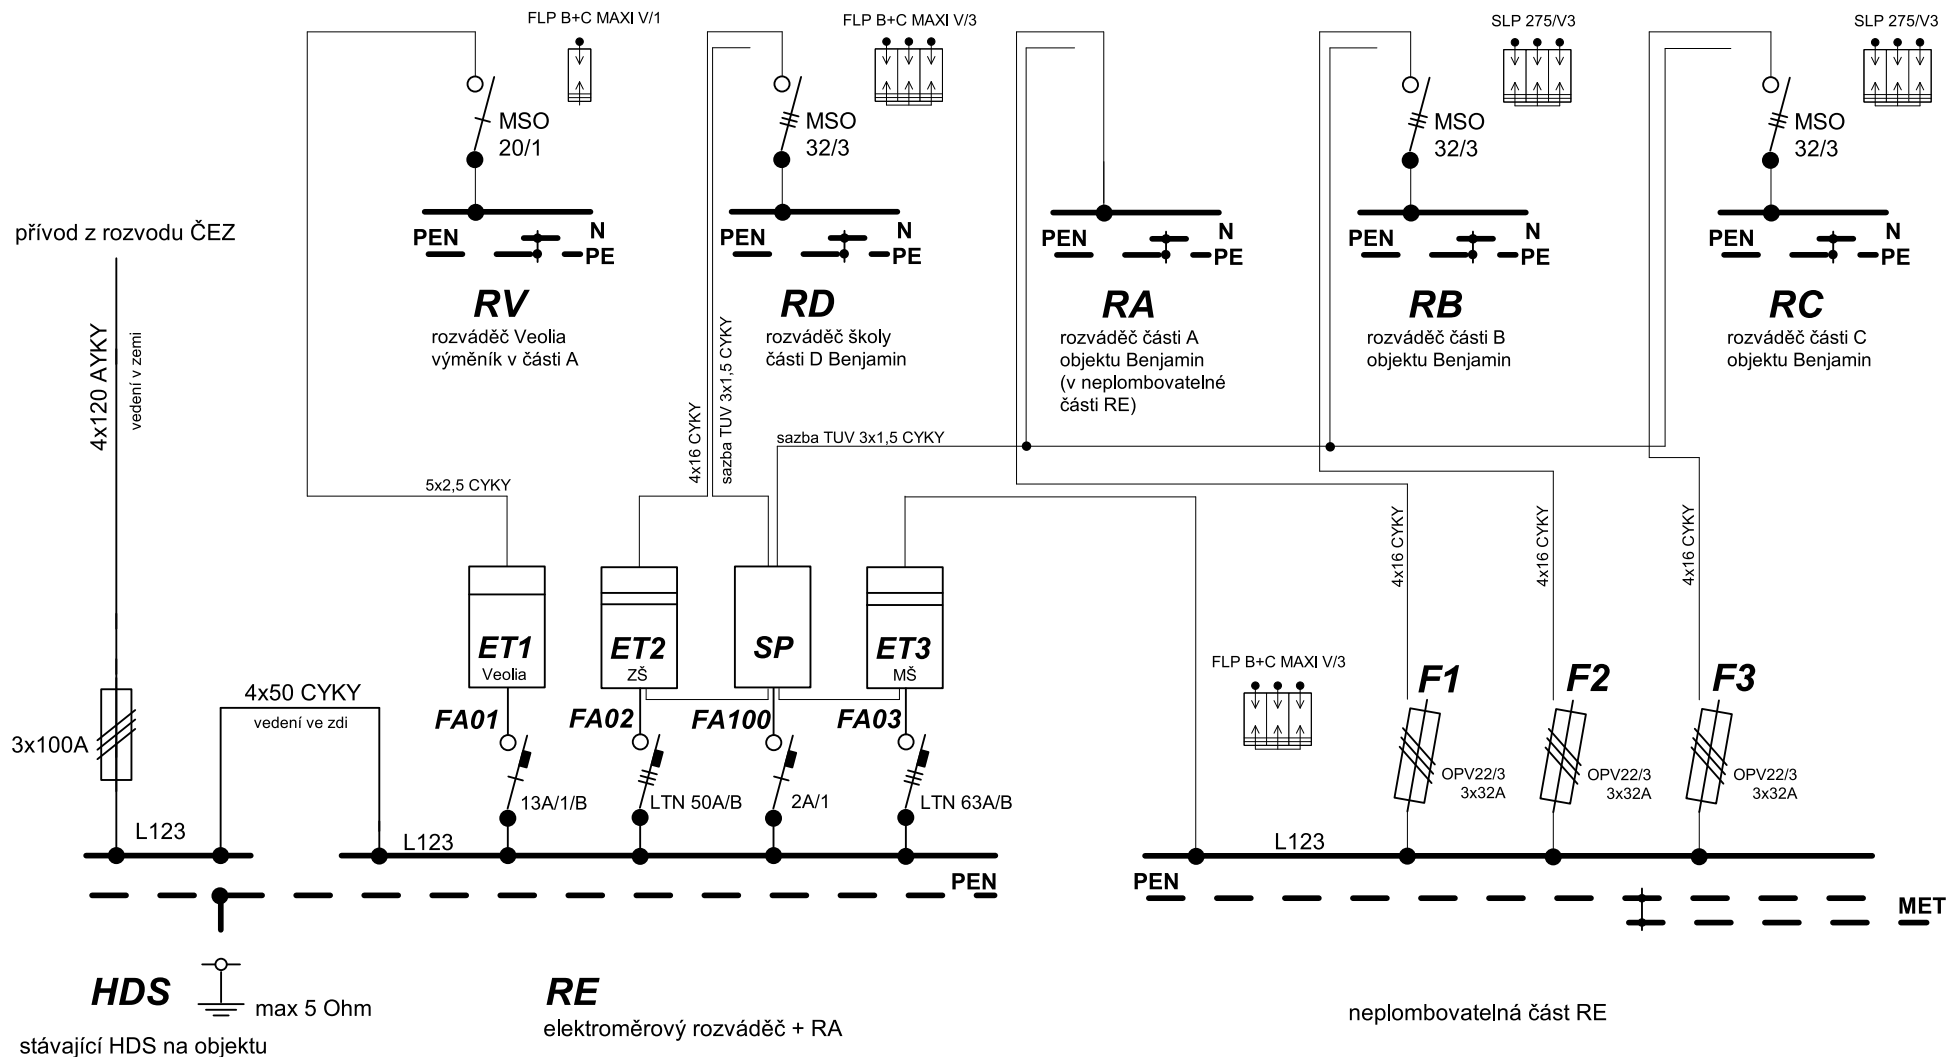 FLP B+C MAXI V/1
FLP B+C MAXI V/3
SLP 275/V3
SLP 275/V3
MSO
20/1
MSO
32/3
MSO
32/3
MSO
32/3
PEN
N
PE
PEN
N
PE
PEN
N
PE
PEN
N
PE
PEN
N
PE
přívod z rozvodu ČEZ
4x120 AYKY
vedení v zemi
RV
rozváděč Veolia
výměník v části A
RD
rozváděč školy
části D Benjamin
RA
rozváděč části A
objektu Benjamin
(v neplombovatelné
části RE)
RB
rozváděč části B
objektu Benjamin
RC
rozváděč části C
objektu Benjamin
5x2,5 CYKY
4x16 CYKY
sazba TUV 3x1,5 CYKY
sazba TUV 3x1,5 CYKY
4x16 CYKY
4x16 CYKY
4x16 CYKY
ET1
Veolia
ET2
ZŠ
SP
ET3
MŠ
FLP B+C MAXI V/3
F1
F2
F3
3x100A
4x50 CYKY
vedení ve zdi
FA01
FA02
FA100
FA03
13A/1/B
LTN 50A/B
2A/1
LTN 63A/B
OPV22/3
3x32A
OPV22/3
3x32A
OPV22/3
3x32A
L123
L123
L123
PEN
PEN
MET
HDS
max 5 Ohm
stávající HDS na objektu
RE
elektroměrový rozváděč + RA
neplombovatelná část RE